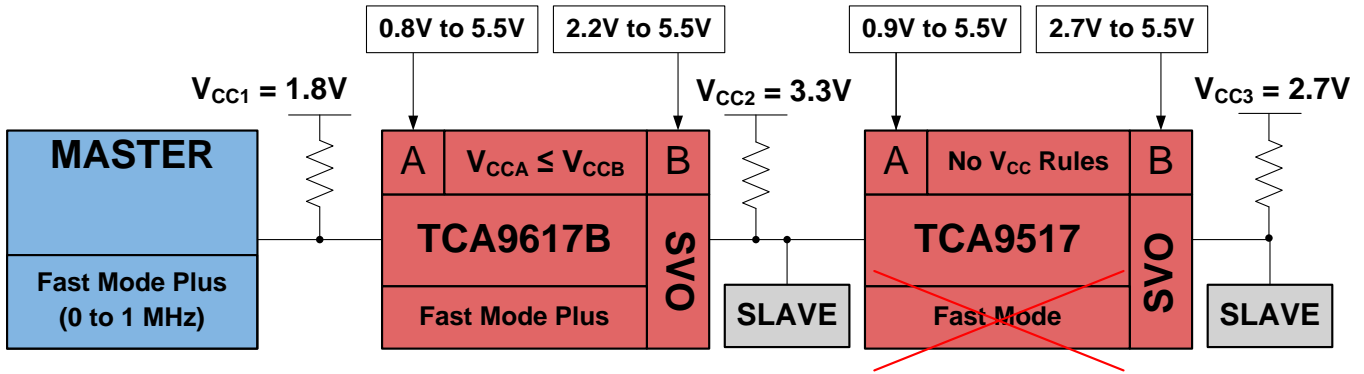 0.8V to 5.5V
2.2V to 5.5V
0.9V to 5.5V
2.7V to 5.5V
VCC1 = 1.8V
VCC2 = 3.3V
VCC3 = 2.7V
MASTER
Fast Mode Plus
(0 to 1 MHz)
A
VCCA ≤ VCCB
B
TCA9617B
SVO
Fast Mode Plus
SLAVE
A
No VCC Rules
B
TCA9517
SVO
Fast Mode
SLAVE